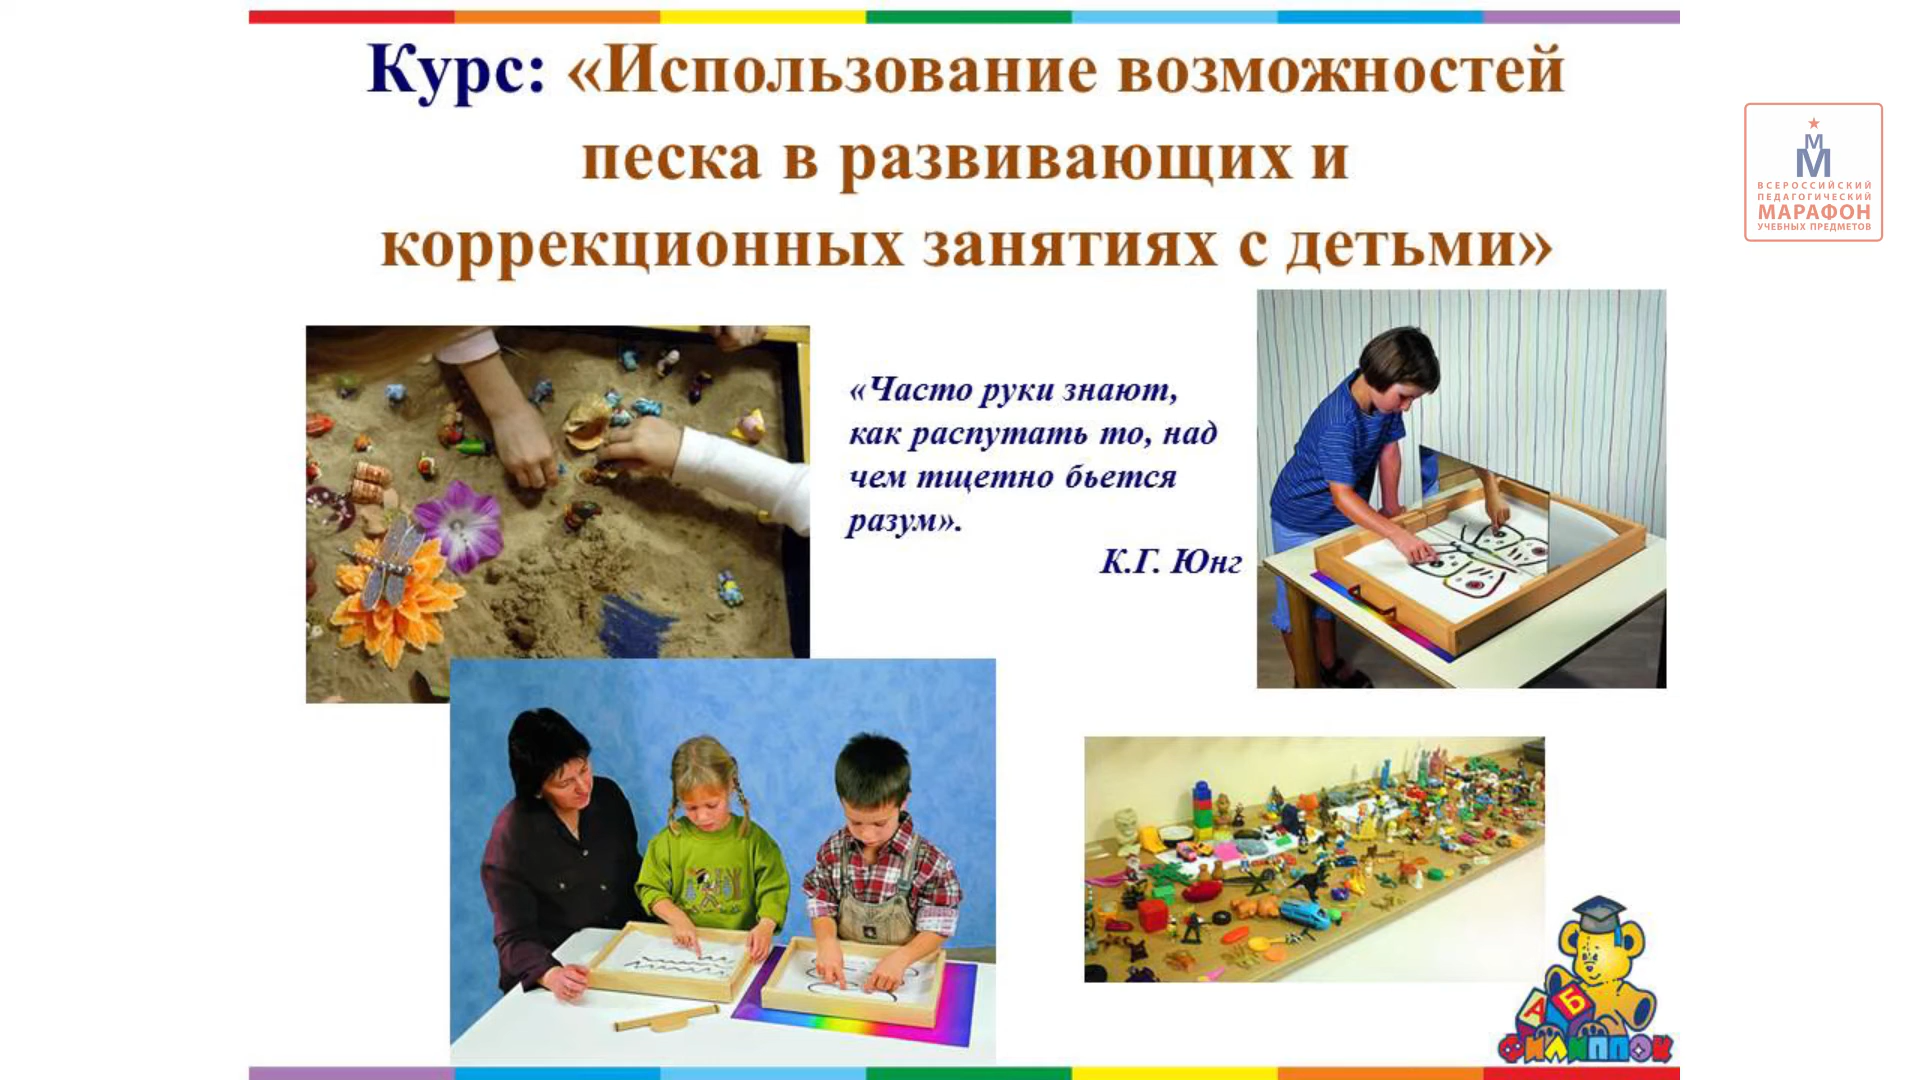 Курс: «Использование возможностей
песка в развивающих и
коррекционных занятиях с детьми»
М
М
ВСЕРОССИЙСКИЙ
ПЕДАГОГИЧЕСКИЙ
МАРАФОН
УЧЕБНЫХ ПРЕДМЕТОВ
«Часто руки знают,
как распутать то, над
чем тщетно бьется
разум».
К.Г. Юнг
А Б
ФИЛИППОК